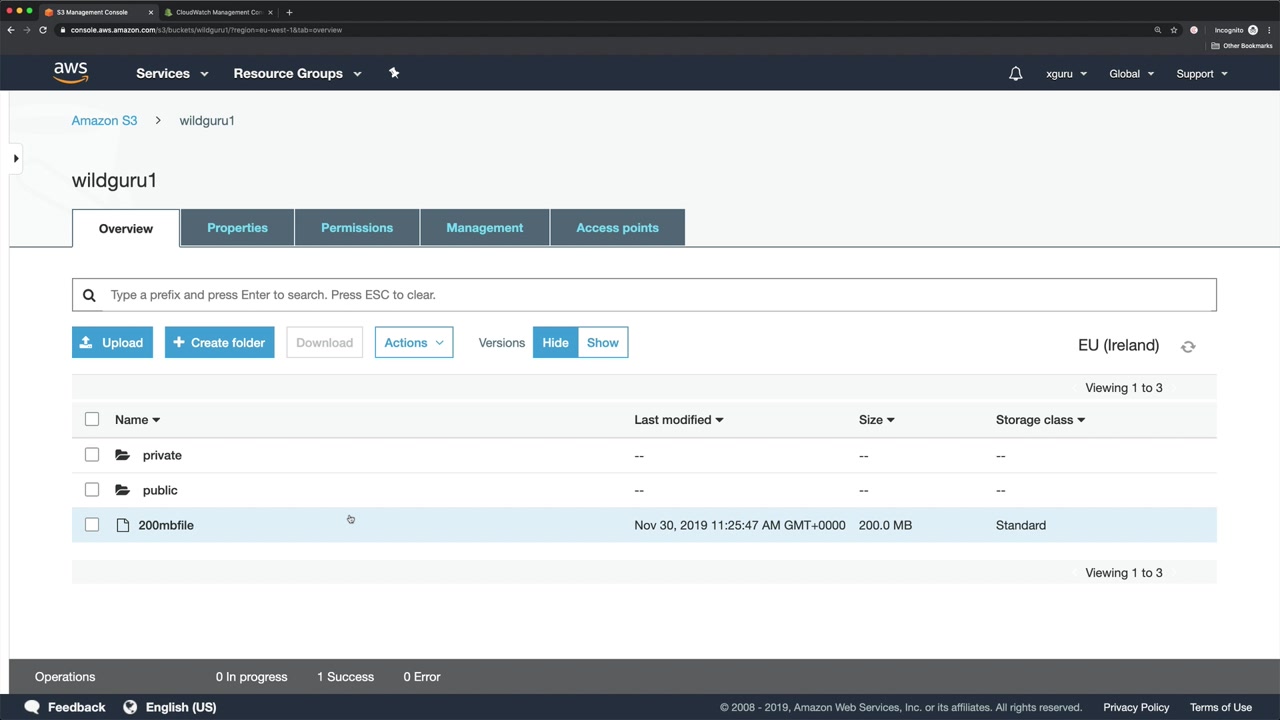 S3 Management Console
CloudWatch Management Con
console.aws.amazon.com/s3/buckets/wildguru1/?region=eu-west-1&tab=overview
Incognito
Other Bookmarks
aws
Services
Resource Groups
xguru
Global
Support
Amazon S3 > wildguru1
wildguru1
Overview
Properties
Permissions
Management
Access points
Type a prefix and press Enter to search. Press ESC to clear.
Upload
Create folder
Download
Actions
Versions
Hide
Show
EU (Ireland)
Viewing 1 to 3
Name
Last modified
Size
Storage class
private -- -- --
public -- -- --
200mbfile Nov 30, 2019 11:25:47 AM GMT+0000 200.0 MB Standard
Viewing 1 to 3
Operations
0 In progress
1 Success
0 Error
Feedback
English (US)
© 2008 - 2019, Amazon Web Services, Inc. or its affiliates. All rights reserved.
Privacy Policy
Terms of Use